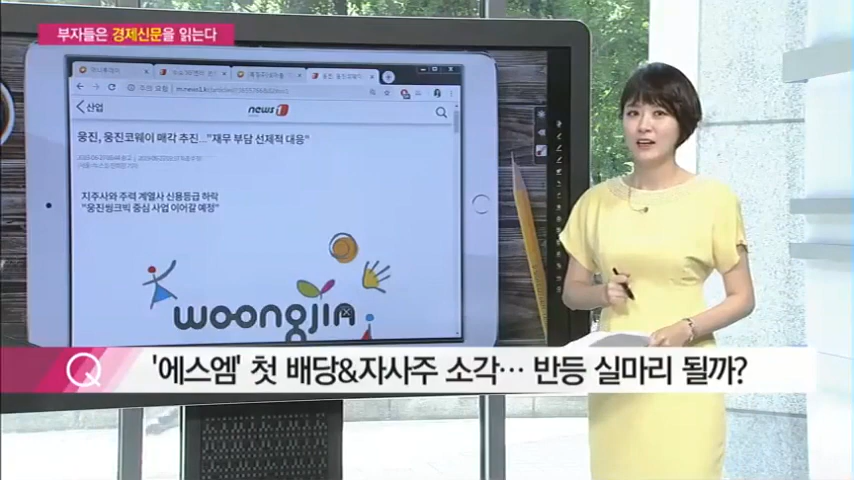 부자들은 경제신문을 읽는다
산업
news1
웅진, 웅진코웨이 매각 추진..."재무 부담 선제적 대응"
지주사와 주력 계열사 신용등급 하락
"웅진씽크빅 중심 사업 이어갈 예정"
woongjin
Q '에스엠' 첫 배당&자사주 소각… 반등 실마리 될까?